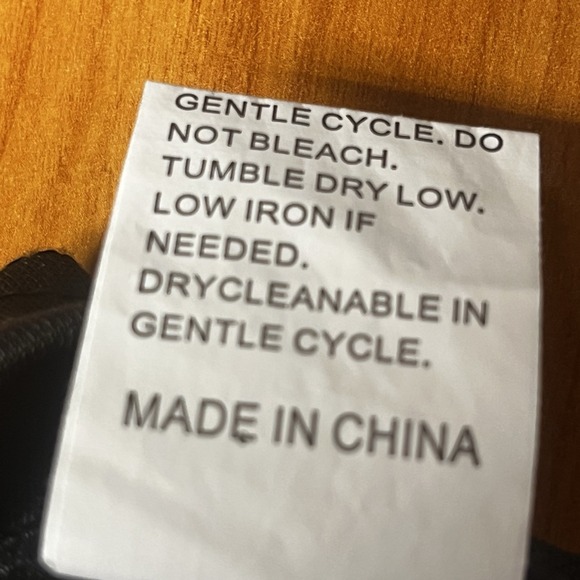 GENTLE CYCLE. DO
NOT BLEACH.
TUMBLE DRY LOW.
LOW IRON IF
NEEDED.
DRYCLEANABLE IN
GENTLE CYCLE.
MADE IN CHINA